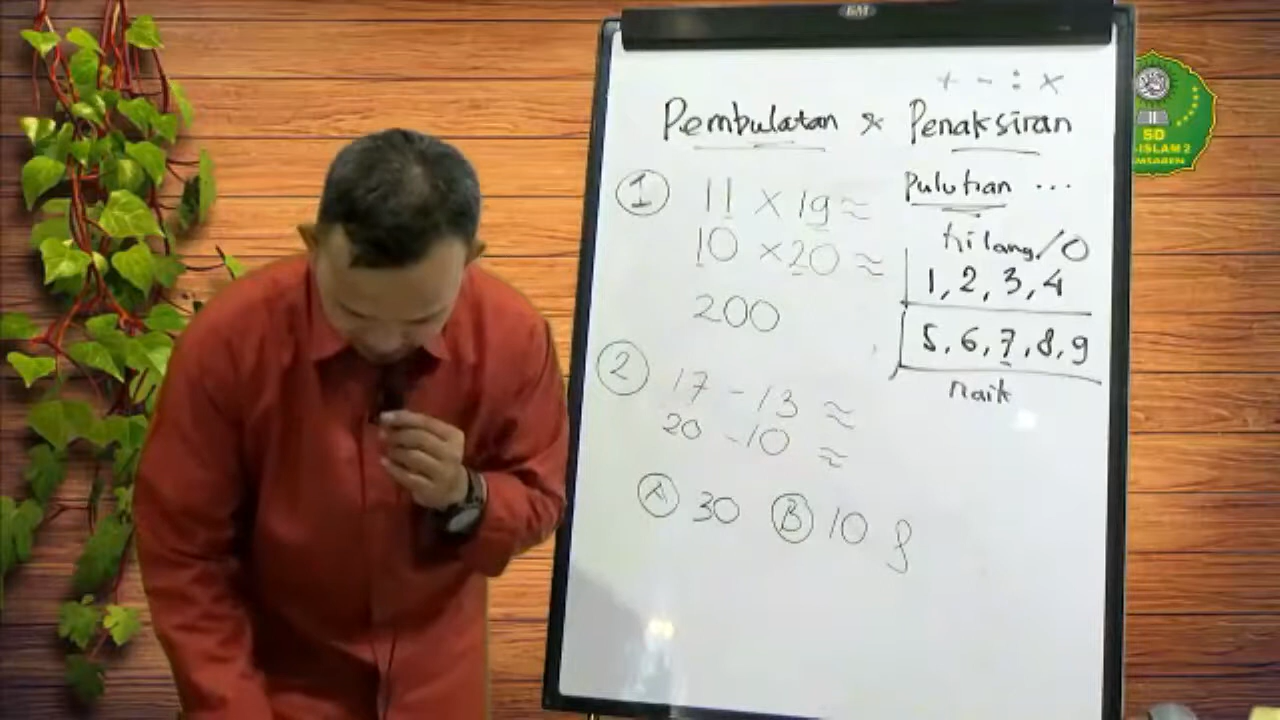 GM
+ - : ×
Pembulatan & Penaksiran
Puluhan ...
hilang/0
1, 2, 3, 4
5, 6, 7, 8, 9
naik
1 11 × 19 ≈
10 × 20 ≈
200
2 17 - 13 ≈
20 - 10 ≈
A 30 B 10
SD
-ISLAM 2